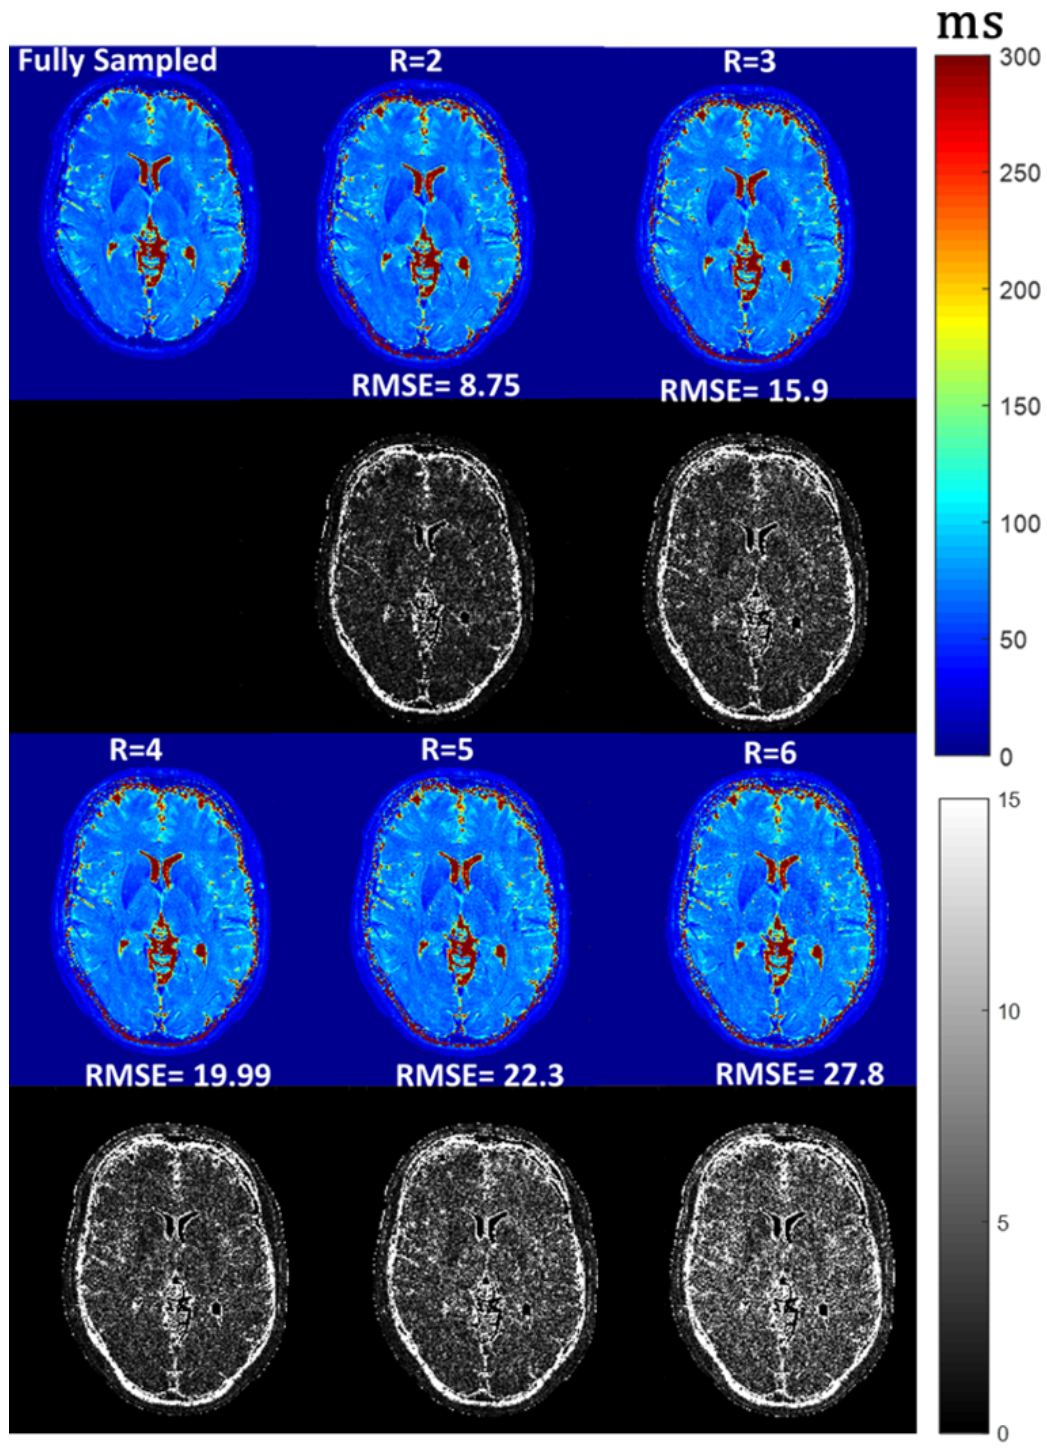 ms
Fully Sampled
R=2
R=3
RMSE= 8.75
RMSE= 15.9
R=4
R=5
R=6
RMSE= 19.99
RMSE= 22.3
RMSE= 27.8
300
250
200
150
100
50
0
15
10
5
0